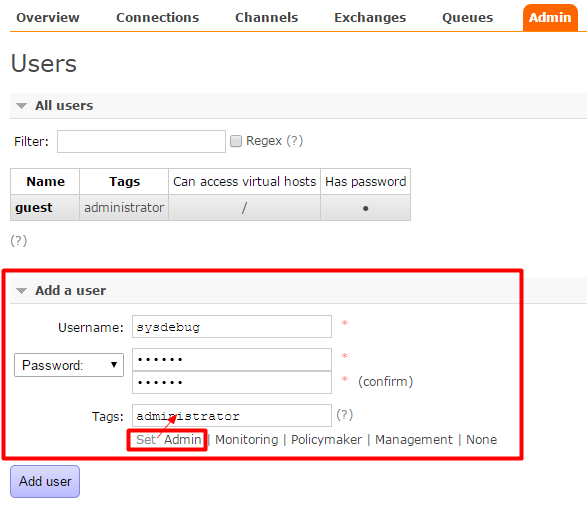 Overview Connections Channels Exchanges Queues Admin
Users
All users
Filter: Regex (?)
Name Tags Can access virtual hosts Has password
guest administrator / ●
(?)
Add a user
Username: sysdebug *
Password: •••••• *
•••••• * (confirm)
Tags: administrator (?)
Set Admin | Monitoring | Policymaker | Management | None
Add user